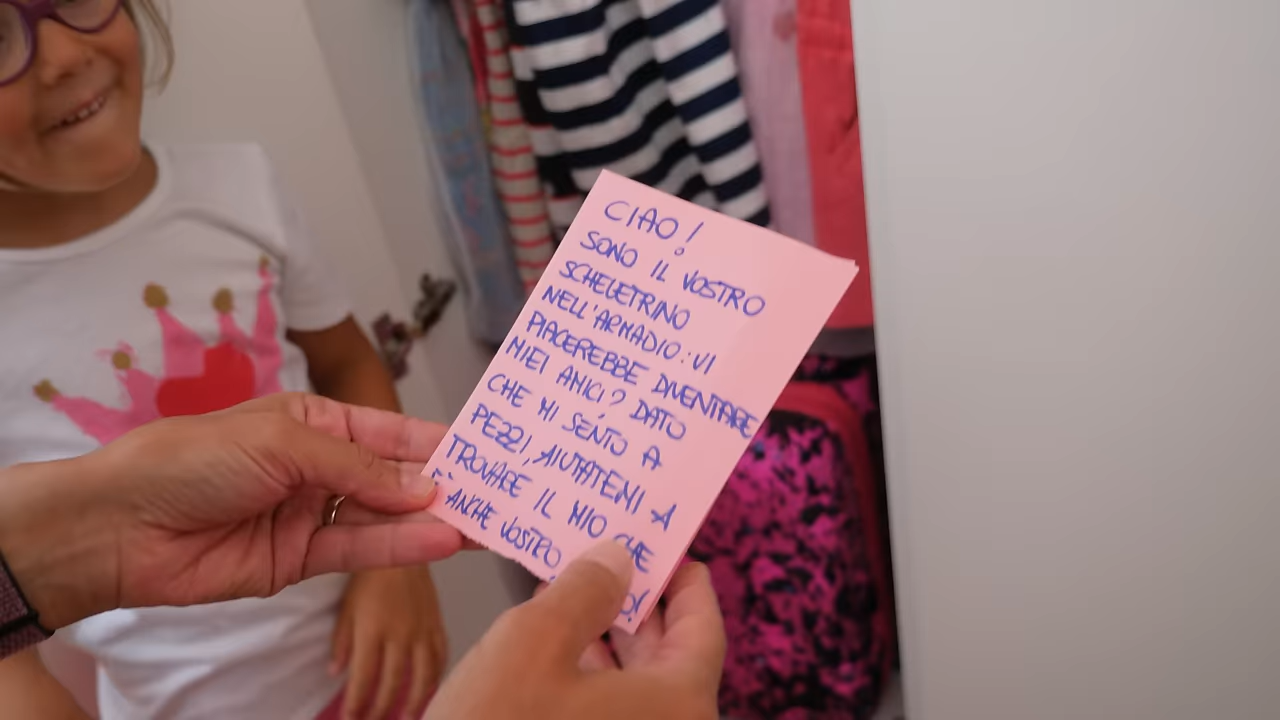 CIAO!
SONO IL VOSTRO
SCHELETRINO
NELL'ARMADIO: VI
PIACEREBBE DIVENTARE
MIEI AMICI? DATO
CHE MI SENTO A
PEZZI, AIUTATEMI A
TROVARE IL MIO CHE
È ANCHE VOSTRO